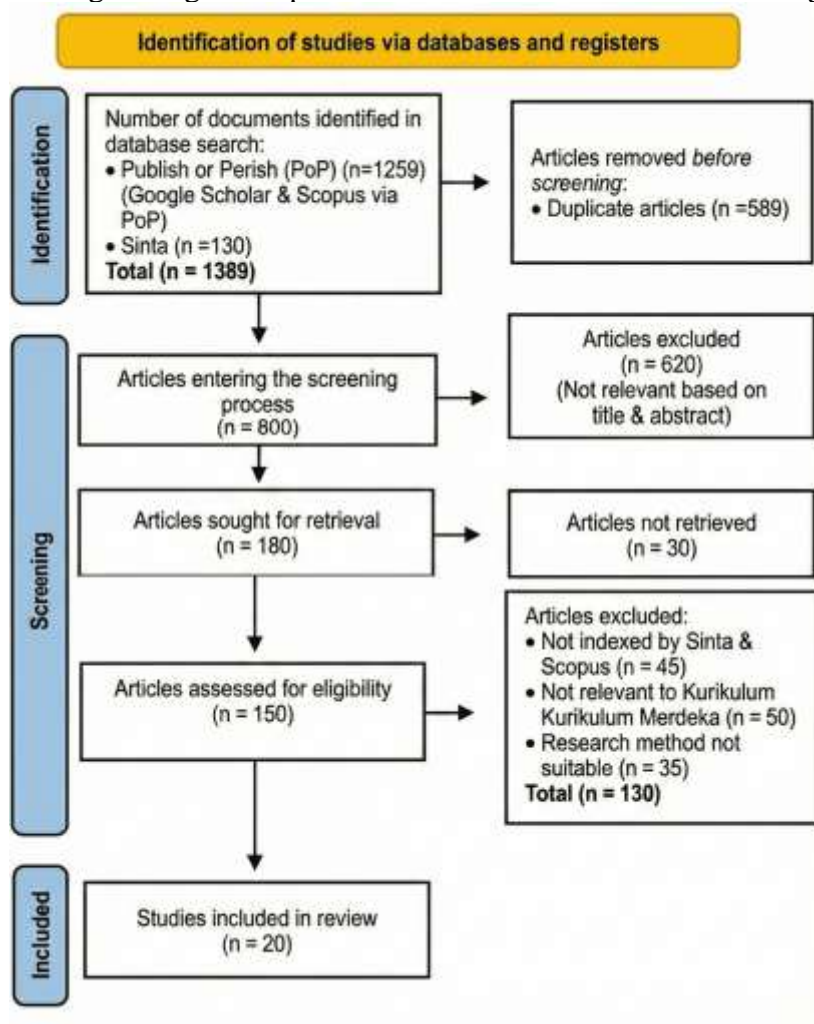 Identification of studies via databases and registers
Identification
Number of documents identified in
database search:
• Publish or Perish (PoP) (n=1259)
(Google Scholar & Scopus via
PoP)
• Sinta (n =130)
Total (n = 1389)
Articles removed before
screening:
• Duplicate articles (n =589)
Screening
Articles entering the screening
process
(n = 800)
Articles excluded
(n = 620)
(Not relevant based on
title & abstract)
Articles sought for retrieval
(n = 180)
Articles not retrieved
(n = 30)
Articles assessed for eligibility
(n = 150)
Articles excluded:
• Not indexed by Sinta &
Scopus (n = 45)
• Not relevant to Kurikulum
Kurikulum Merdeka (n = 50)
• Research method not
suitable (n = 35)
Total (n = 130)
Included
Studies included in review
(n = 20)